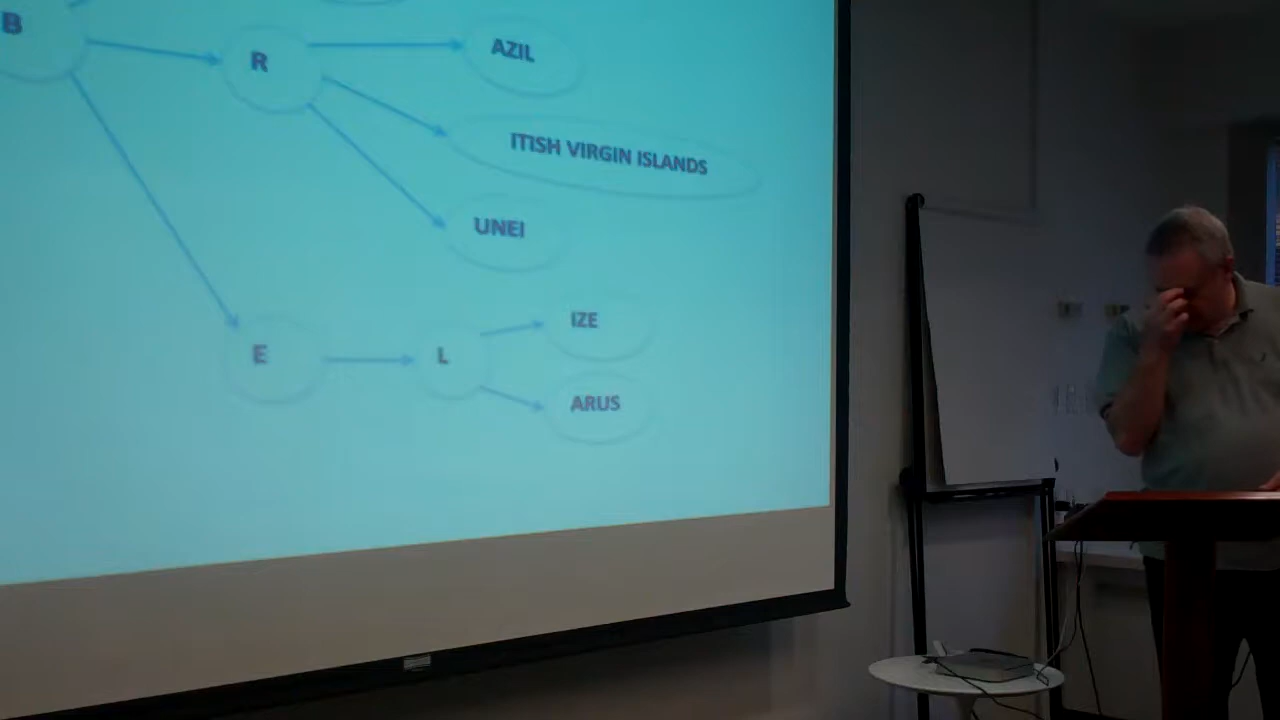 B
R
AZIL
ITISH VIRGIN ISLANDS
UNEI
E
L
IZE
ARUS